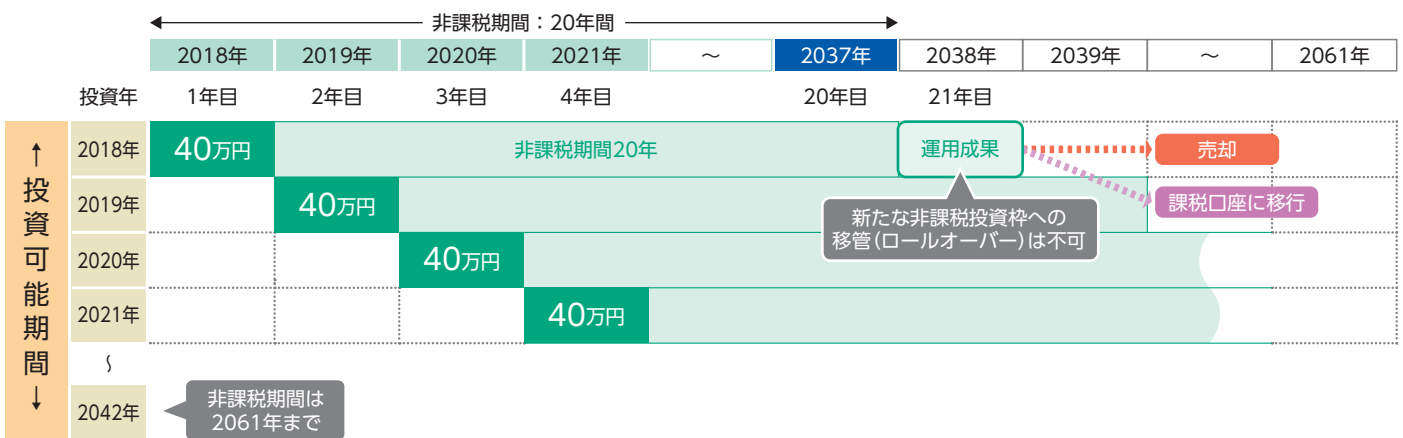 非課税期間：20年間
2018年 2019年 2020年 2021年 ～ 2037年 2038年 2039年 ～ 2061年
投資年 1年目 2年目 3年目 4年目 20年目 21年目
↑投資可能期間↓
2018年 40万円 非課税期間20年 運用成果 売却
2019年 40万円 課税口座に移行
新たな非課税投資枠への
移管（ロールオーバー）は不可
2020年 40万円
2021年 40万円
～
2042年
非課税期間は
2061年まで